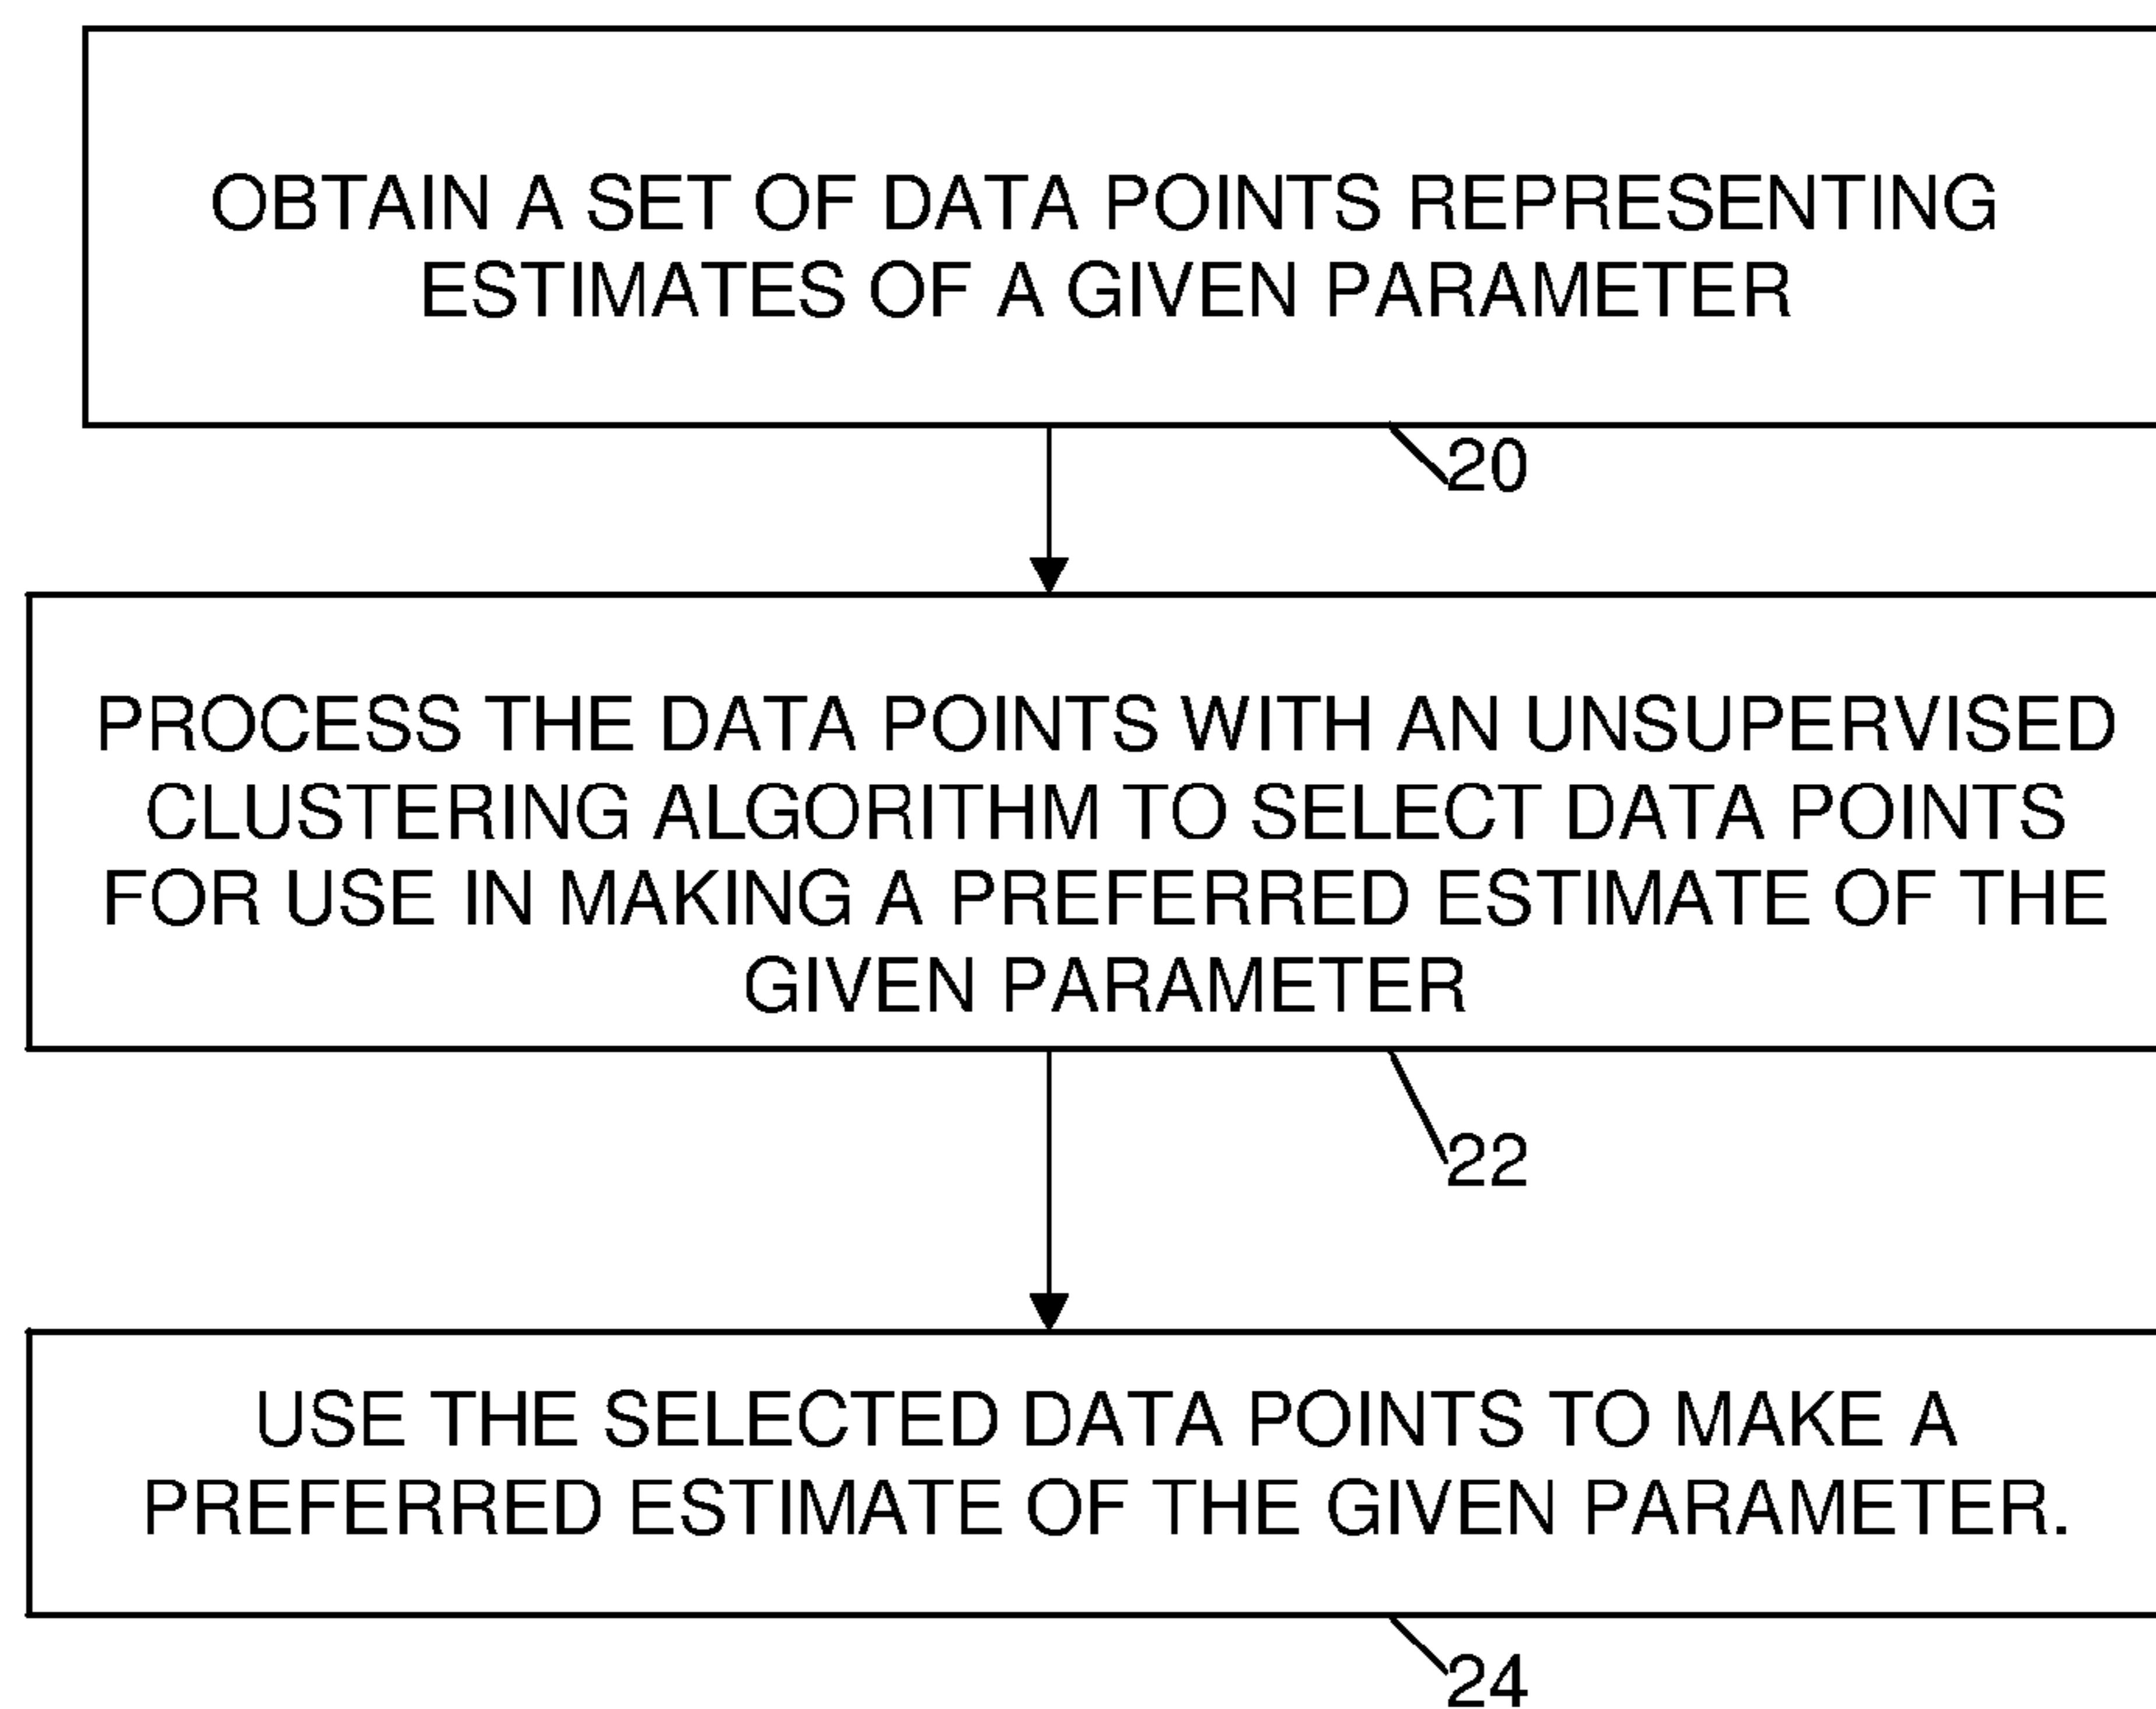 OBTAIN A SET OF DATA POINTS REPRESENTING
ESTIMATES OF A GIVEN PARAMETER
20
PROCESS THE DATA POINTS WITH AN UNSUPERVISED
CLUSTERING ALGORITHM TO SELECT DATA POINTS
FOR USE IN MAKING A PREFERRED ESTIMATE OF THE
GIVEN PARAMETER
22
USE THE SELECTED DATA POINTS TO MAKE A
PREFERRED ESTIMATE OF THE GIVEN PARAMETER.
24